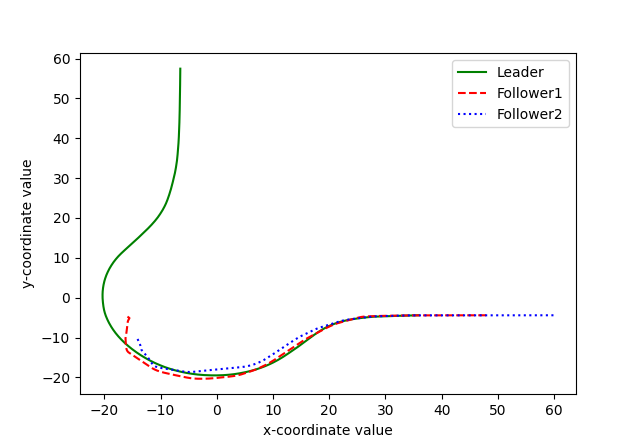 60
50
40
30
20
10
0
−10
−20
y-coordinate value
Leader
Follower1
Follower2
−20 −10 0 10 20 30 40 50 60
x-coordinate value